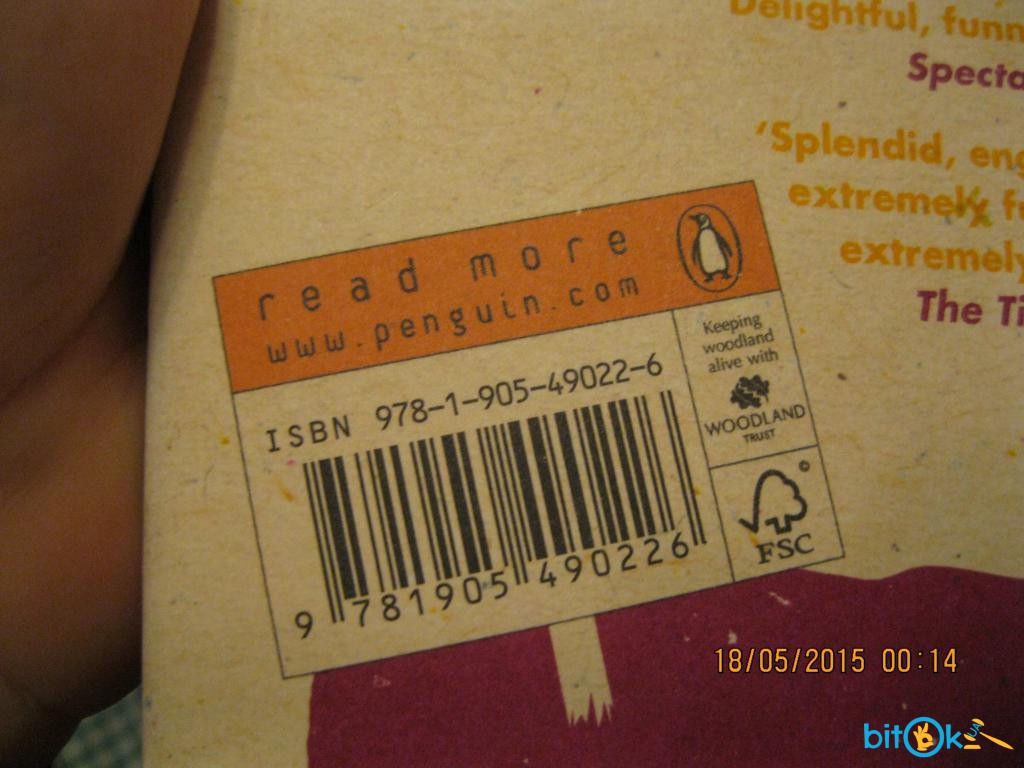 Delightful, funn
Specta
'Splendid, eng
extremely f
extremely
The Ti
read more
www.penguin.com
ISBN 978-1-905-49022-6
9 781905 490226
Keeping
woodland
alive with
WOODLAND
TRUST
©
FSC
18/05/2015 00:14
bitOk
UA